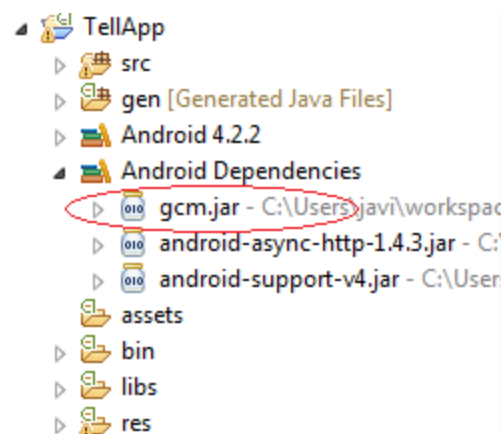 TellApp
src
gen [Generated Java Files]
Android 4.2.2
Android Dependencies
gcm.jar - C:\Users\javi\workspac
android-async-http-1.4.3.jar - C:\
android-support-v4.jar - C:\User
assets
bin
libs
res